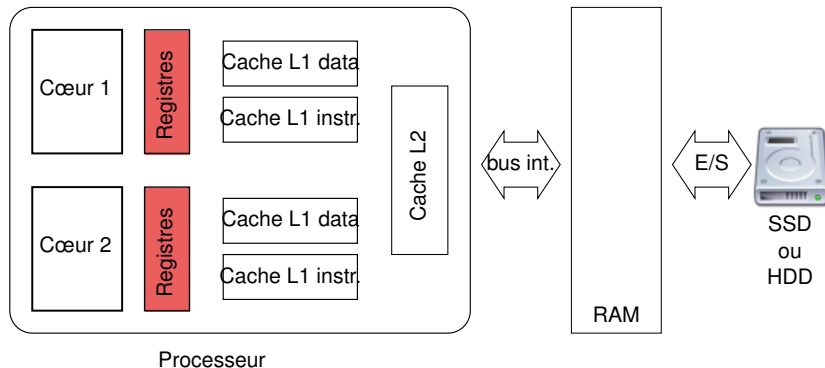 Cœur 1
Registres
Cache L1 data
Cache L1 instr.
Cœur 2
Registres
Cache L1 data
Cache L1 instr.
Cache L2
bus int.
RAM
E/S
SSD
ou
HDD
Processeur